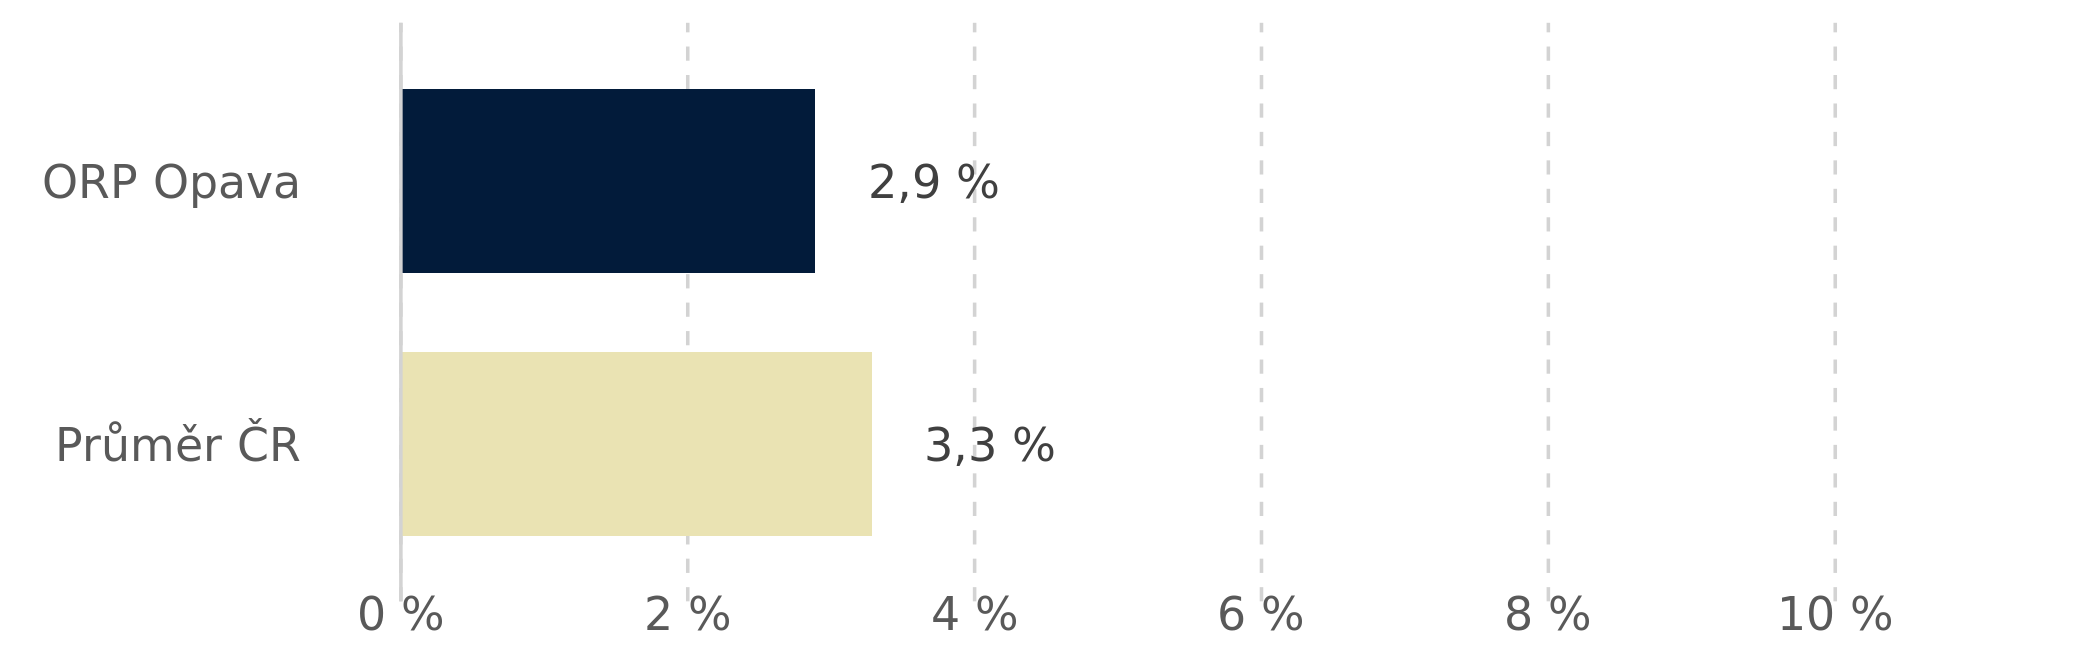 ORP Opava
2,9 %
Průměr ČR
3,3 %
0 % 2 % 4 % 6 % 8 % 10 %